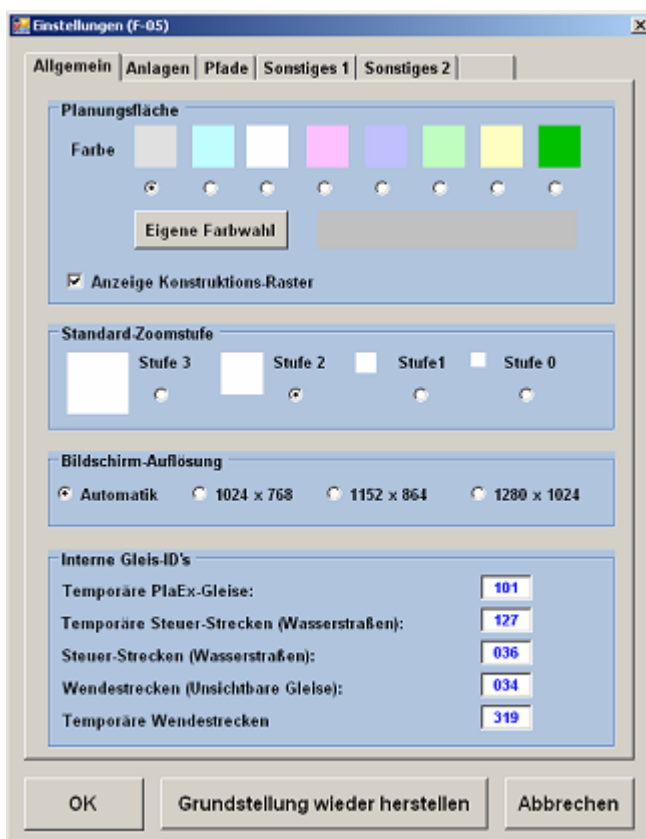 Einstellungen (F-05)
Allgemein Anlagen Pfade Sonstiges 1 Sonstiges 2
Planungsfläche
Farbe
Eigene Farbwahl
Anzeige Konstruktions-Raster
Standard-Zoomstufe
Stufe 3 Stufe 2 Stufe1 Stufe 0
Bildschirm-Auflösung
Automatik 1024 x 768 1152 x 864 1280 x 1024
Interne Gleis-ID's
Temporäre PlaEx-Gleise: 101
Temporäre Steuer-Strecken (Wasserstraßen): 127
Steuer-Strecken (Wasserstraßen): 036
Wendestrecken (Unsichtbare Gleise): 034
Temporäre Wendestrecken 319
OK Grundstellung wieder herstellen Abbrechen